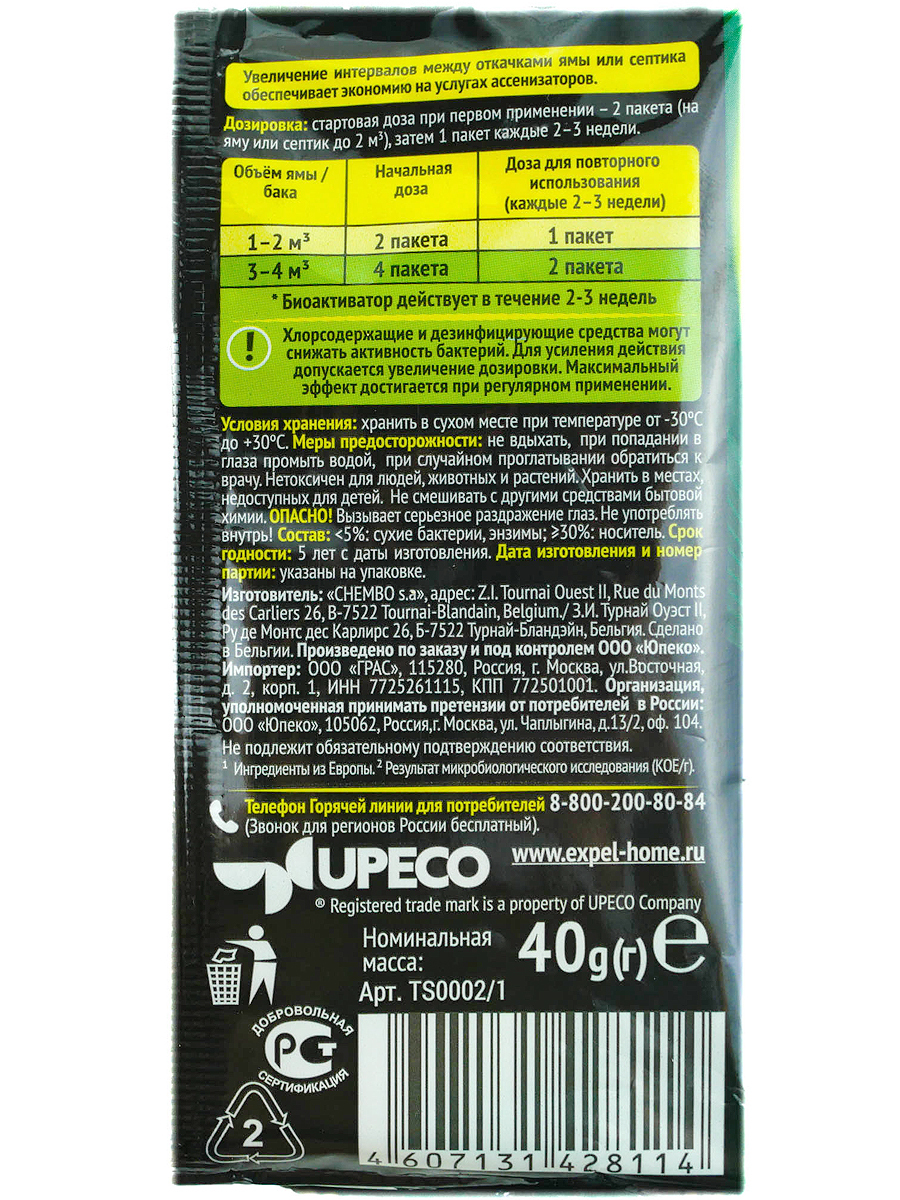 Увеличение интервалов между откачками ямы или септика
обеспечивает экономию на услугах ассенизаторов.
Дозировка: стартовая доза при первом применении – 2 пакета (на
яму или септик до 2 м³), затем 1 пакет каждые 2–3 недели.
Объём ямы / бака
Начальная доза
Доза для повторного использования (каждые 2–3 недели)
1–2 м³ 2 пакета 1 пакет
3–4 м³ 4 пакета 2 пакета
* Биоактиватор действует в течение 2-3 недель
! Хлорсодержащие и дезинфицирующие средства могут
снижать активность бактерий. Для усиления действия
допускается увеличение дозировки. Максимальный
эффект достигается при регулярном применении.
Условия хранения: хранить в сухом месте при температуре от -30°С
до +30°С. Меры предосторожности: не вдыхать, при попадании в
глаза промыть водой, при случайном проглатывании обратиться к
врачу. Нетоксичен для людей, животных и растений. Хранить в местах,
недоступных для детей. Не смешивать с другими средствами бытовой
химии. ОПАСНО! Вызывает серьезное раздражение глаз. Не употреблять
внутрь! Состав: <5%: сухие бактерии, энзимы; ≥30%: носитель. Срок
годности: 5 лет с даты изготовления. Дата изготовления и номер
партии: указаны на упаковке.
Изготовитель: «CHEMBO s.a», адрес: Z.I. Tournai Ouest II, Rue du Monts
des Carliers 26, B-7522 Tournai-Blandain, Belgium./ З.И. Турнай Оуэст II,
Ру де Монтс дес Карлирс 26, Б-7522 Турнай-Бландэйн, Бельгия. Сделано
в Бельгии. Произведено по заказу и под контролем ООО «Юпеко».
Импортер: ООО «ГРАС», 115280, Россия, г. Москва, ул.Восточная,
д. 2, корп. 1, ИНН 7725261115, КПП 772501001. Организация,
уполномоченная принимать претензии от потребителей в России:
ООО «Юпеко», 105062, Россия,г. Москва, ул. Чаплыгина, д.13/2, оф. 104.
Не подлежит обязательному подтверждению соответствия.
¹ Ингредиенты из Европы. ² Результат микробиологического исследования (КОЕ/г).
Телефон Горячей линии для потребителей 8-800-200-80-84
(Звонок для регионов России бесплатный).
UPECO www.expel-home.ru
® Registered trade mark is a property of UPECO Company
Номинальная масса: 40g(г) e
Арт. TS0002/1
ДОБРОВОЛЬНАЯ
РСТ
СЕРТИФИКАЦИЯ
2
4 607131 428114